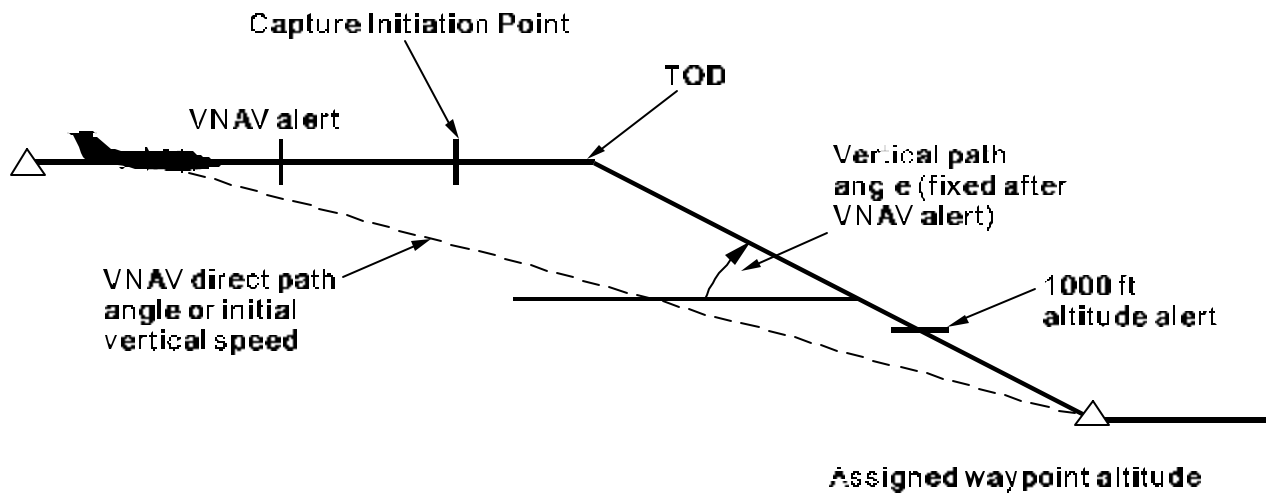 Capture Initiation Point
TOD
VNAV alert
Vertical path
angle (fixed after
VNAV alert)
VNAV direct path
angle or initial
vertical speed
1000 ft
altitude alert
Assigned waypoint altitude